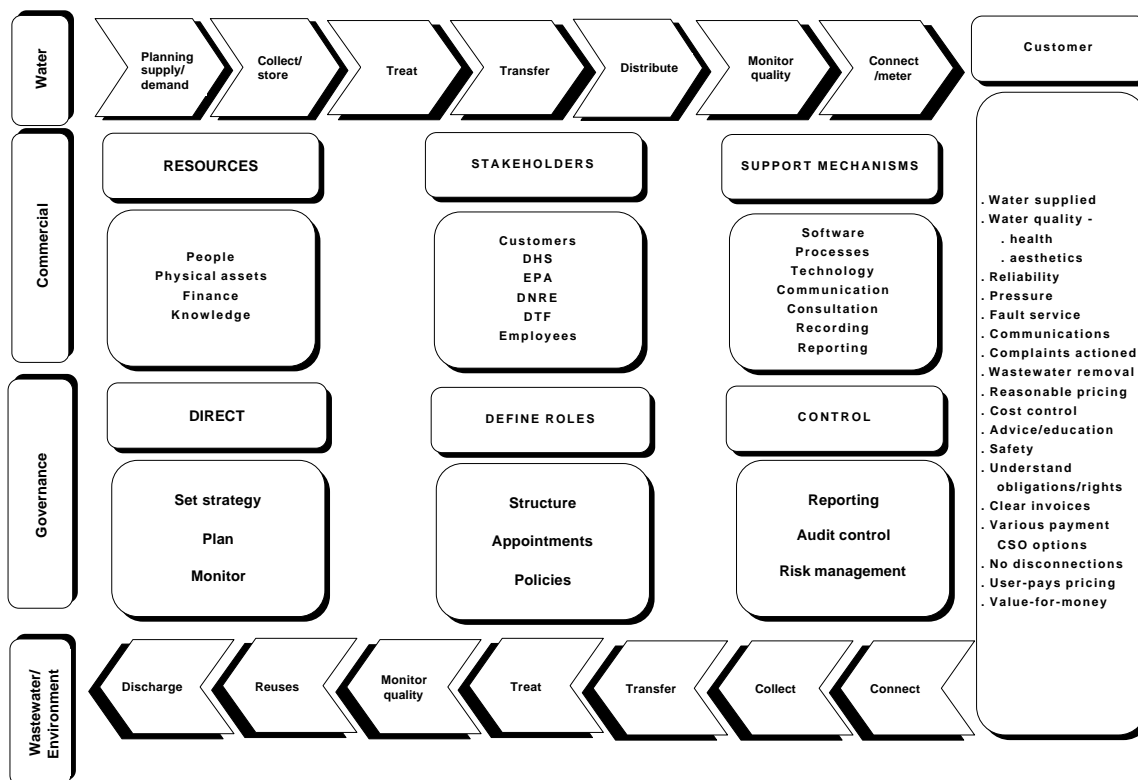 Water
Planning
supply/
demand
Collect/
store
Treat
Transfer
Distribute
Monitor
quality
Connect
/meter
Customer
Commercial
RESOURCES
STAKEHOLDERS
SUPPORT MECHANISMS
People
Physical assets
Finance
Knowledge
Customers
DHS
EPA
DNRE
DTF
Employees
Software
Processes
Technology
Communication
Consultation
Recording
Reporting
Governance
DIRECT
DEFINE ROLES
CONTROL
Set strategy
Plan
Monitor
Structure
Appointments
Policies
Reporting
Audit control
Risk management
. Water supplied
. Water quality -
. health
. aesthetics
. Reliability
. Pressure
. Fault service
. Communications
. Complaints actioned
. Wastewater removal
. Reasonable pricing
. Cost control
. Advice/education
. Safety
. Understand
obligations/rights
. Clear invoices
. Various payment
CSO options
. No disconnections
. User-pays pricing
. Value-for-money
Wastewater/
Environment
Discharge
Reuses
Monitor
quality
Treat
Transfer
Collect
Connect